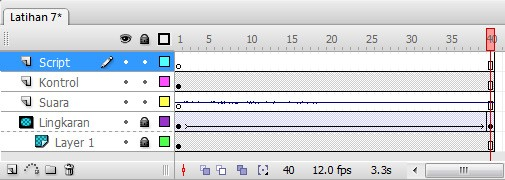 Latihan 7*
1 5 10 15 20 25 30 35 40
Script
Kontrol
Suara
Lingkaran
Layer 1
40 12.0 fps 3.3s